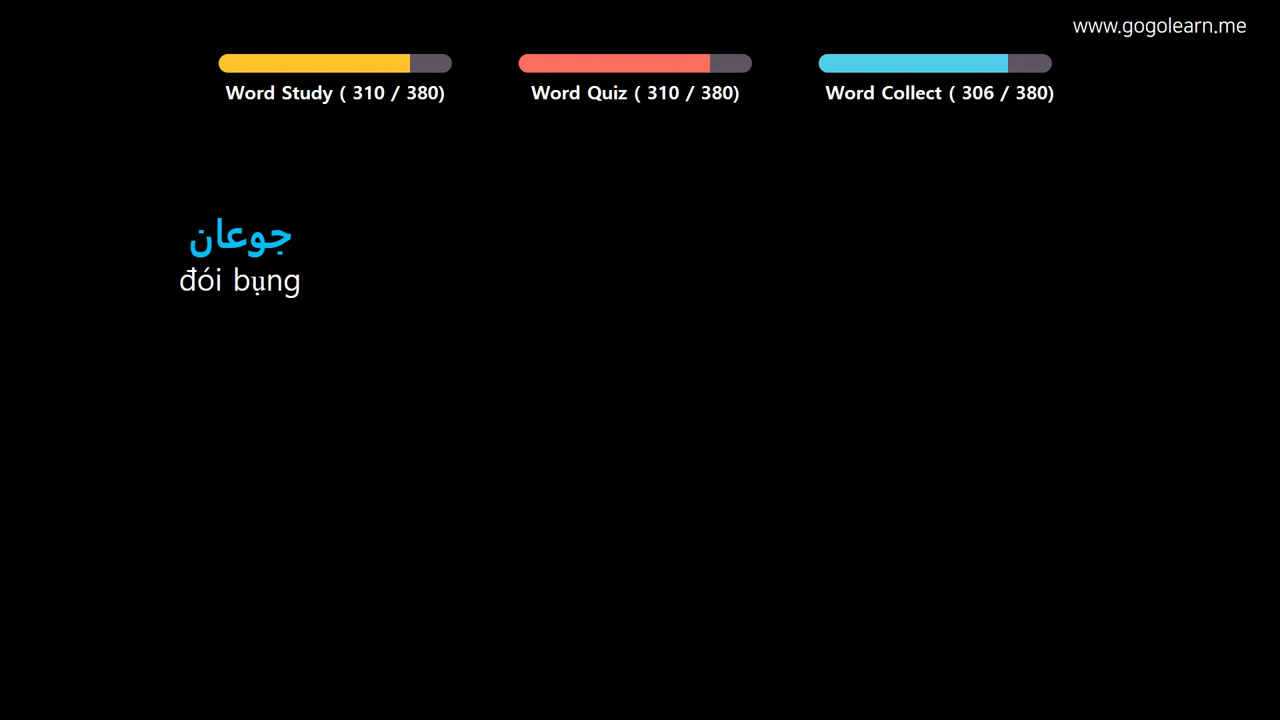 www.gogolearn.me
Word Study ( 310 / 380)
Word Quiz ( 310 / 380)
Word Collect ( 306 / 380)
جوعان
đói bụng